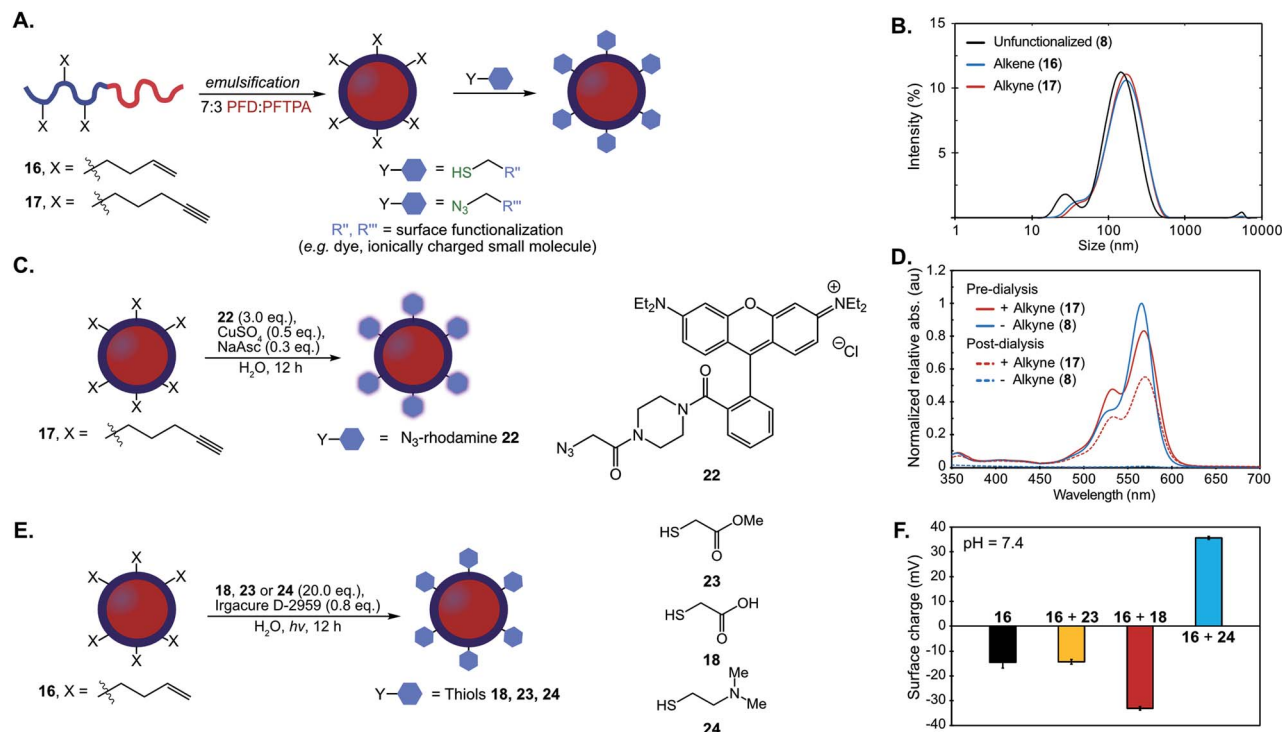 A.
X
X
X
emulsification
7:3 PFD:PFTPA
X
X
X
X
X
X
Y
16, X =
17, X =
Y = HS R''
Y = N3 R'''
R'', R''' = surface functionalization
(e.g. dye, ionically charged small molecule)
B.
Intensity (%)
15
10
5
Unfunctionalized (8)
Alkene (16)
Alkyne (17)
1 10 100 1000 10000
Size (nm)
C.
X
X
X
X
X
X
22 (3.0 eq.),
CuSO4 (0.5 eq.),
NaAsc (0.3 eq.)
H2O, 12 h
17, X =
Y = N3-rhodamine 22
Et2N O NEt2
+
−Cl
O
N
N
N3
O
22
D.
Normalized relative abs. (au)
1.2
1
0.8
0.6
0.4
0.2
0
Pre-dialysis
+ Alkyne (17)
- Alkyne (8)
Post-dialysis
+ Alkyne (17)
- Alkyne (8)
350 400 450 500 550 600 650 700
Wavelength (nm)
E.
X
X
X
X
X
X
18, 23 or 24 (20.0 eq.),
Irgacure D-2959 (0.8 eq.)
H2O, hv, 12 h
16, X =
Y = Thiols 18, 23, 24
HS OMe
O
23
HS OH
O
18
HS N Me
Me
24
F.
Surface charge (mV)
40
30
20
10
0
-10
-20
-30
-40
pH = 7.4
16 16 + 23 16 + 18
16 + 24